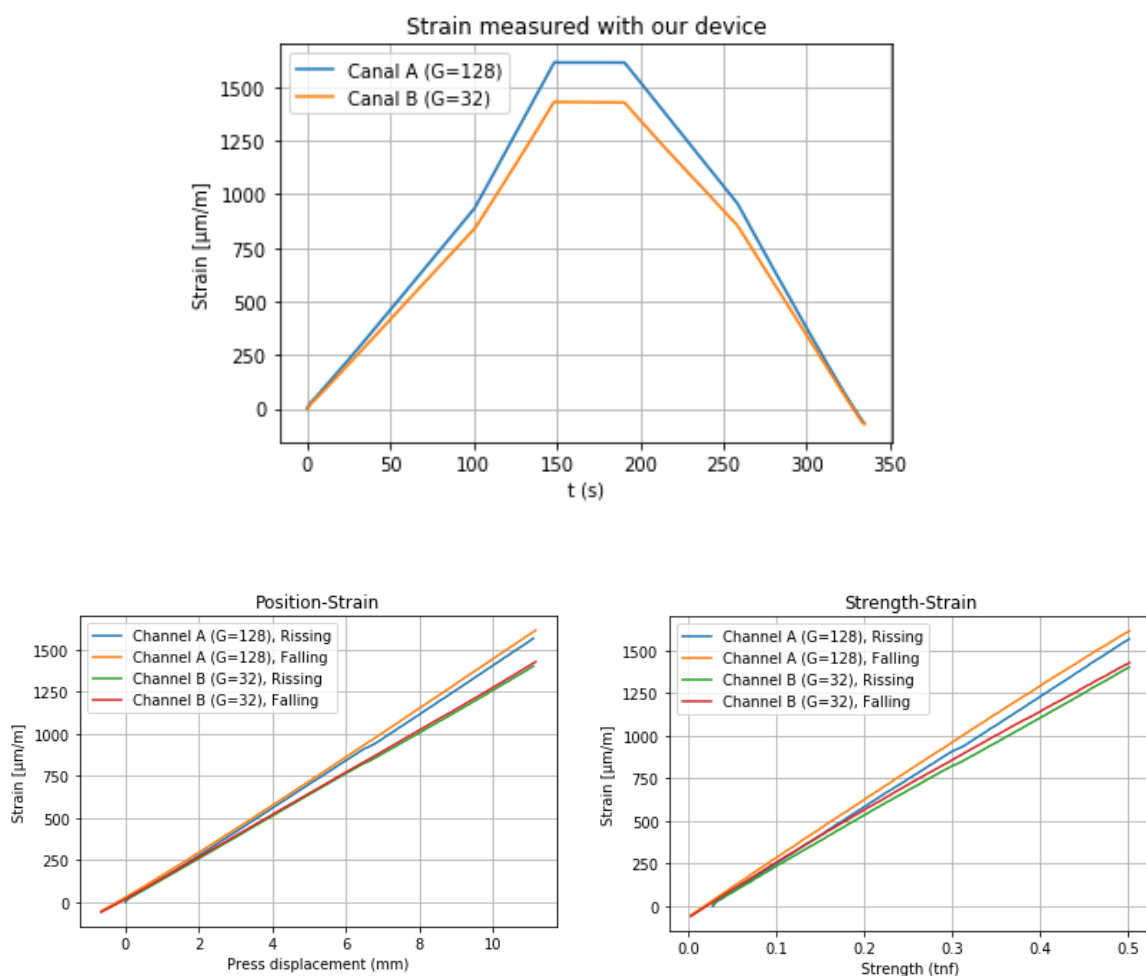 Strain measured with our device
Canal A (G=128)
Canal B (G=32)
1500
1250
1000
750
500
250
0
Strain [μm/m]
0 50 100 150 200 250 300 350
t (s)
Position-Strain
Channel A (G=128), Rissing
Channel A (G=128), Falling
Channel B (G=32), Rissing
Channel B (G=32), Falling
1500
1250
1000
750
500
250
0
Strain [μm/m]
0 2 4 6 8 10
Press displacement (mm)
Strength-Strain
Channel A (G=128), Rissing
Channel A (G=128), Falling
Channel B (G=32), Rissing
Channel B (G=32), Falling
1500
1250
1000
750
500
250
0
Strain [μm/m]
0.0 0.1 0.2 0.3 0.4 0.5
Strength (tnf)